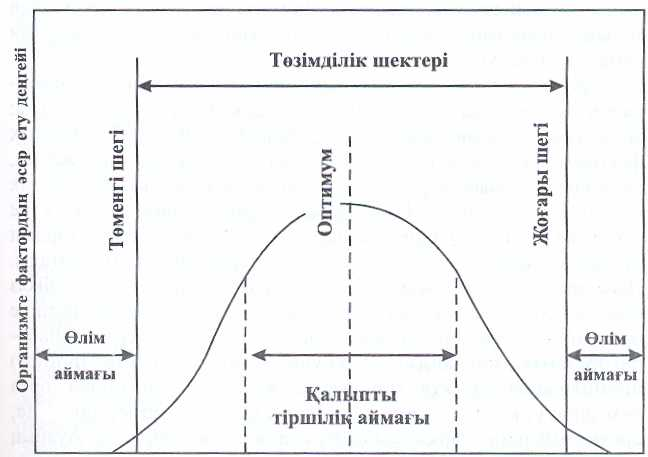 Төзімділік шектері
Организмге фактордың әсер ету деңгейі
Төменгі шегі
Оптимум
Жоғары шегі
Өлім
аймағы
Қалыпты
тіршілік аймағы
Өлім
аймағы